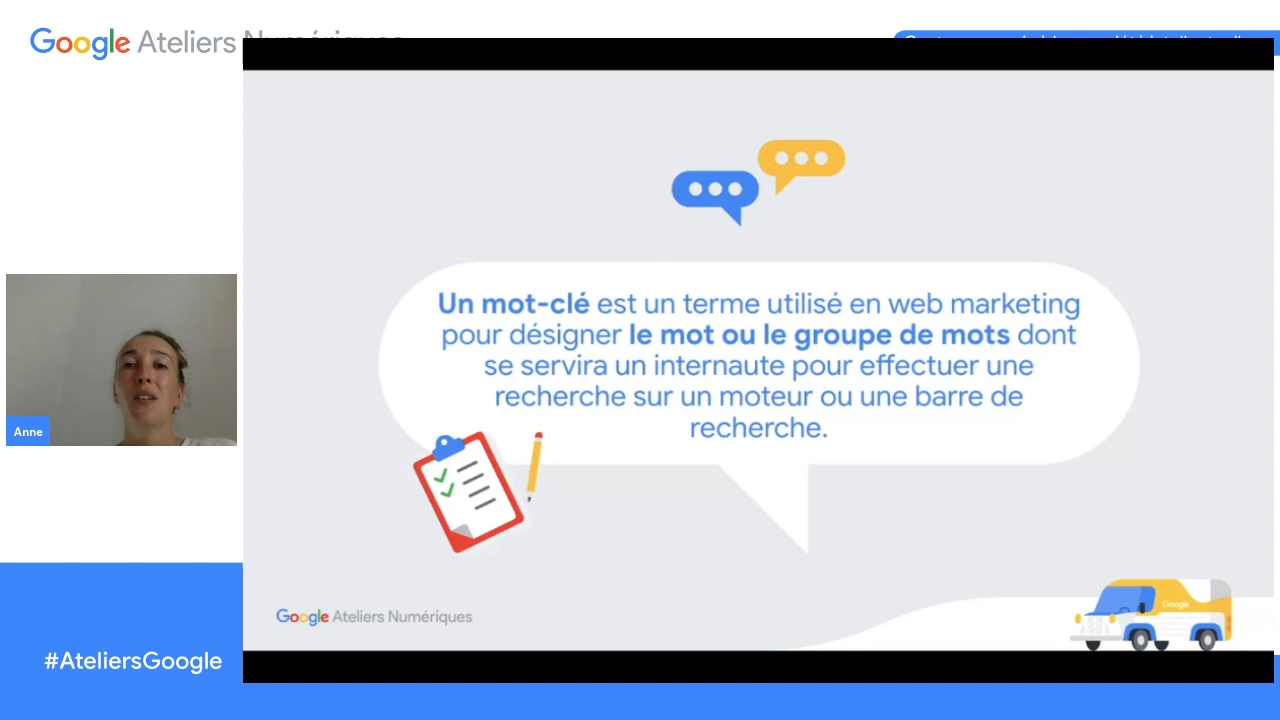 Google Ateliers
Un mot-clé est un terme utilisé en web marketing
pour désigner le mot ou le groupe de mots dont
se servira un internaute pour effectuer une
recherche sur un moteur ou une barre de
recherche.
Anne
Google
Google Ateliers Numériques
#AteliersGoogle